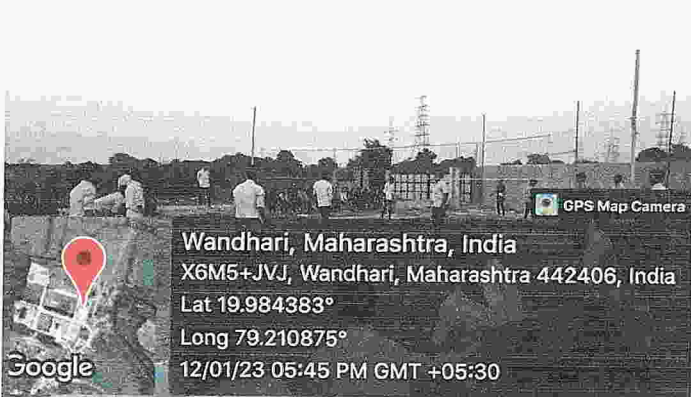 GPS Map Camera
Wandhari, Maharashtra, India
X6M5+JVJ, Wandhari, Maharashtra 442406, India
Lat 19.984383°
Long 79.210875°
12/01/23 05:45 PM GMT +05:30
Google